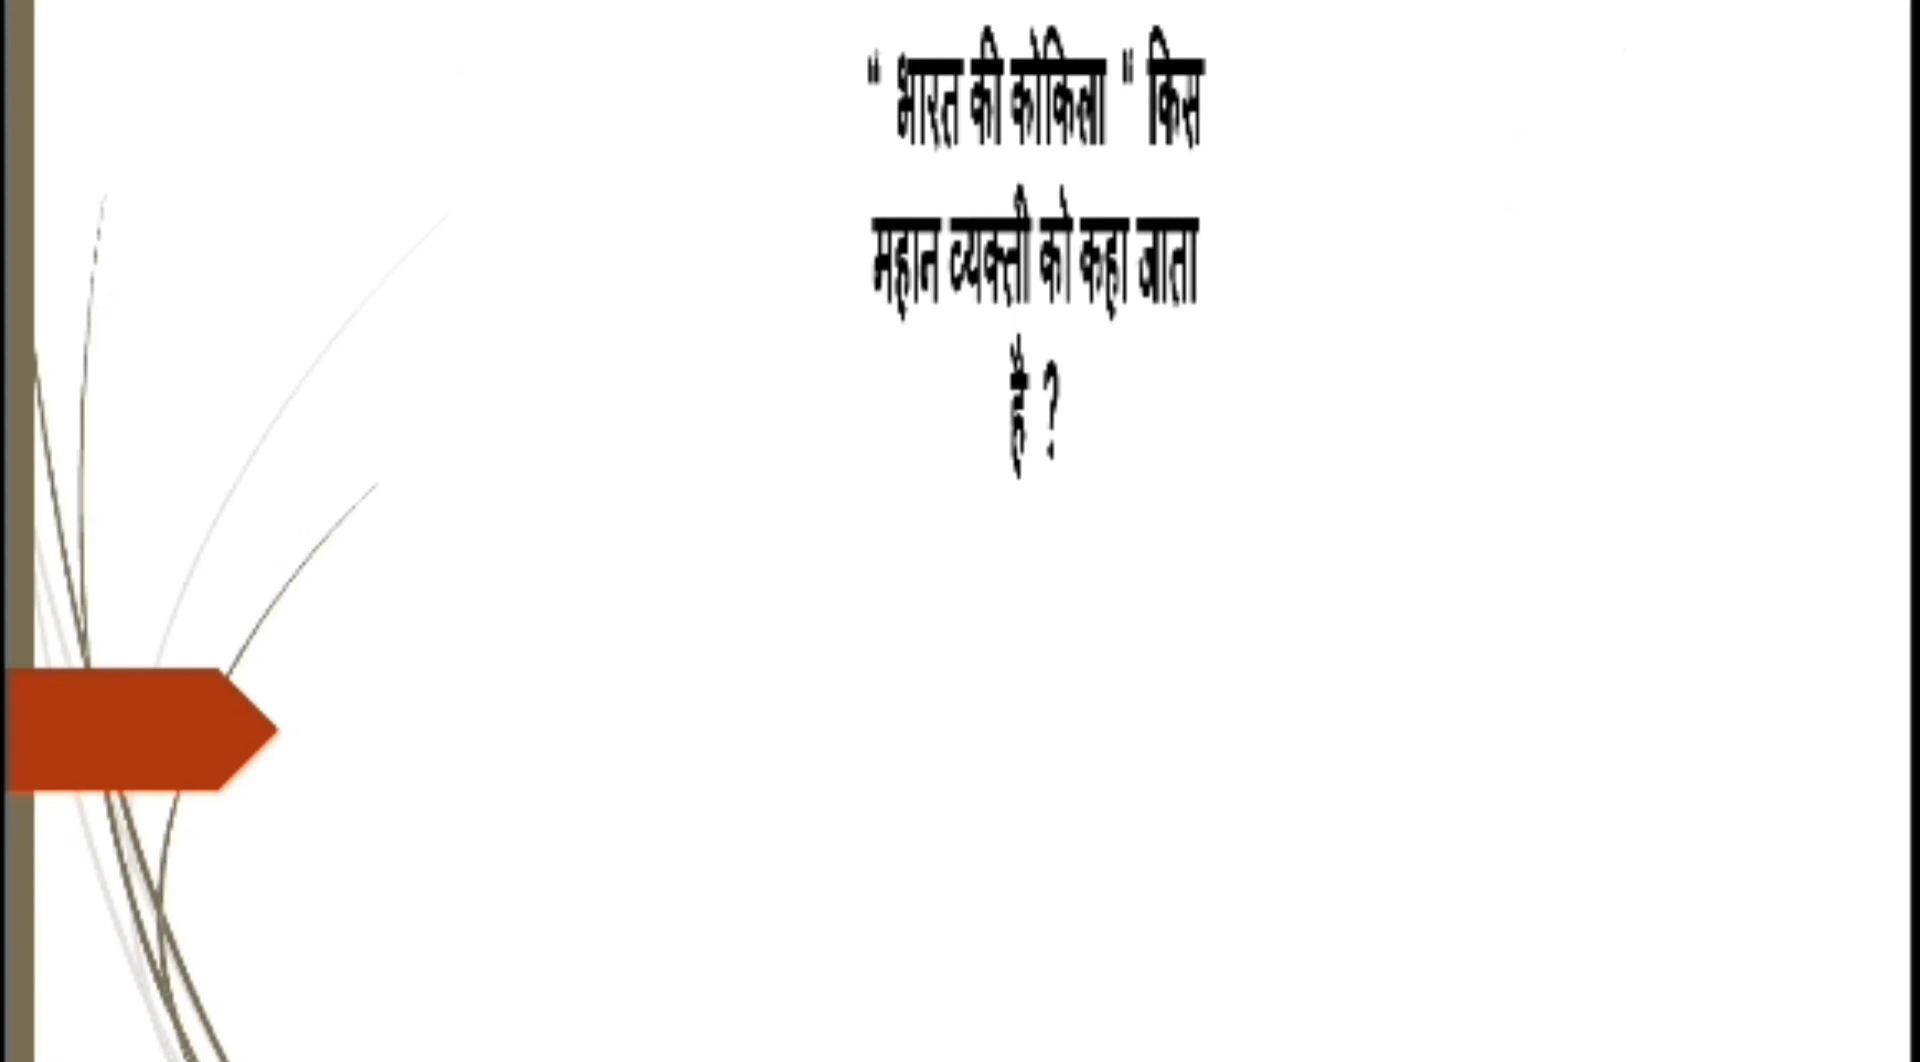 " भारत की कोकिला " किस
महान व्यक्ती को कहा जाता
है ?